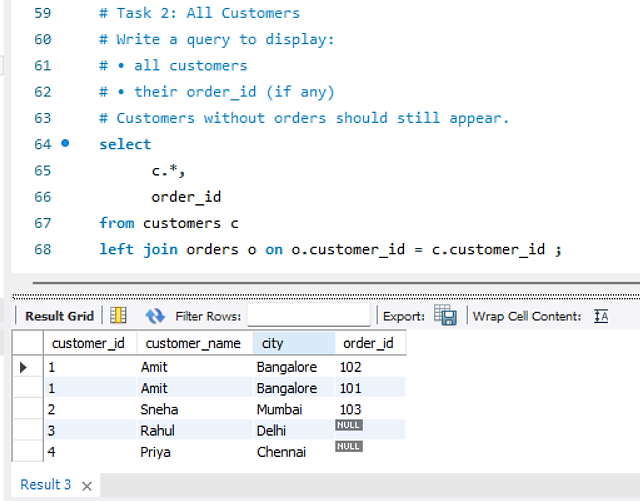 59 # Task 2: All Customers
60 # Write a query to display:
61 # • all customers
62 # • their order_id (if any)
63 # Customers without orders should still appear.
64 select
65 c.*,
66 order_id
67 from customers c
68 left join orders o on o.customer_id = c.customer_id ;
Result Grid Filter Rows: Export: Wrap Cell Content:
customer_id customer_name city order_id
1 Amit Bangalore 102
1 Amit Bangalore 101
2 Sneha Mumbai 103
3 Rahul Delhi NULL
4 Priya Chennai NULL
Result 3